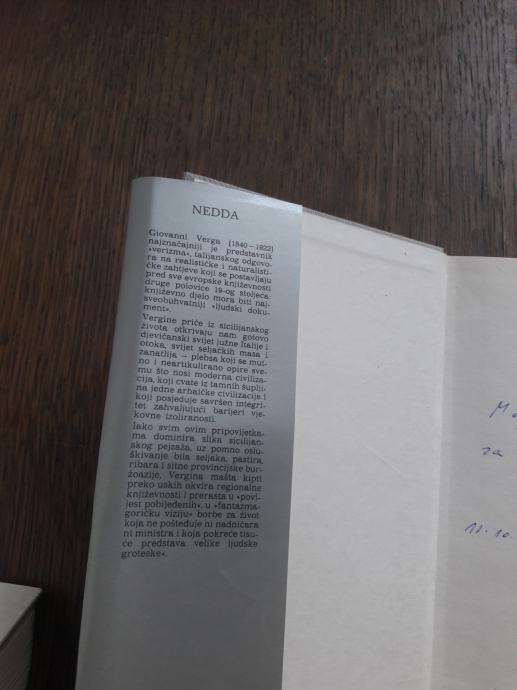 NEDDA
Giovanni Verga [1840–1922]
najznačajniji je predstavnik
»verizma«, talijanskog odgovo-
ra na realističke i naturalisti-
čke zahtjeve koji se postavljaju
pred sve evropske književnosti
druge polovice 19-og stoljeća:
književno djelo mora biti naj-
sveobuhvatniji »ljudski doku-
ment«.
Vergine priče iz sicilijanskog
života otkrivaju nam gotovo
djevičanski svijet južne Italije i
otoka, svijet seljačkih masa i
zanatlija – plebsa koji se mut-
no i neartikulirano opire sve-
mu što nosi moderna civiliza-
cija, koji cvate iz tamnih šuplji-
na jedne arhaičke civilizacije i
koji posjeduje savršen integri-
tet zahvaljujući barijeri vje-
kovne izoliranosti.
Iako svim ovim pripovijetka-
ma dominira slika sicilijan-
skog pejzaža, uz pomno oslu-
škivanje bila seljaka, pastira,
ribara i sitne provincijske bur-
žoazije, Vergina mašta kipti
preko uskih okvira regionalne
književnosti i prerasta u »povi-
jest pobijeđenih«, u »fantazma-
goričku viziju« borbe za život
koja ne pošteđuje ni nadničara
ni ministra i koja pokreće tisu-
će predstava velike ljudske
groteske«.
za